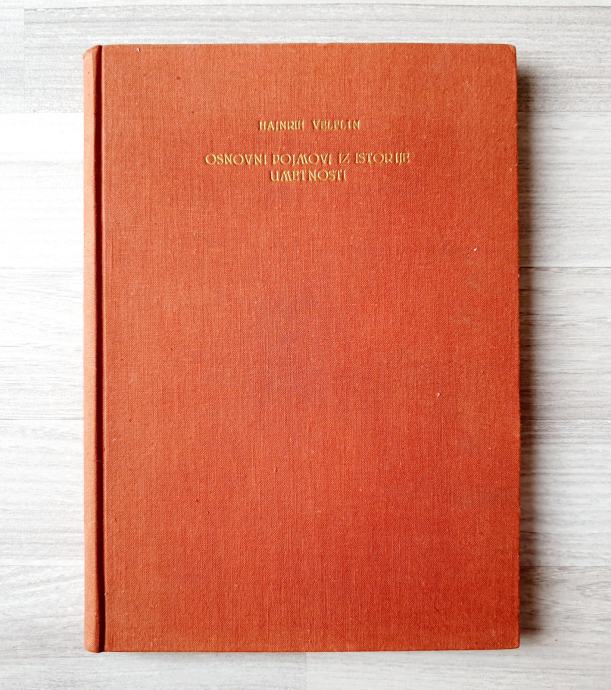 HAJNRIH VELFLIN
OSNOVNI POJMOVI IZ ISTORIJE
UMETNOSTI